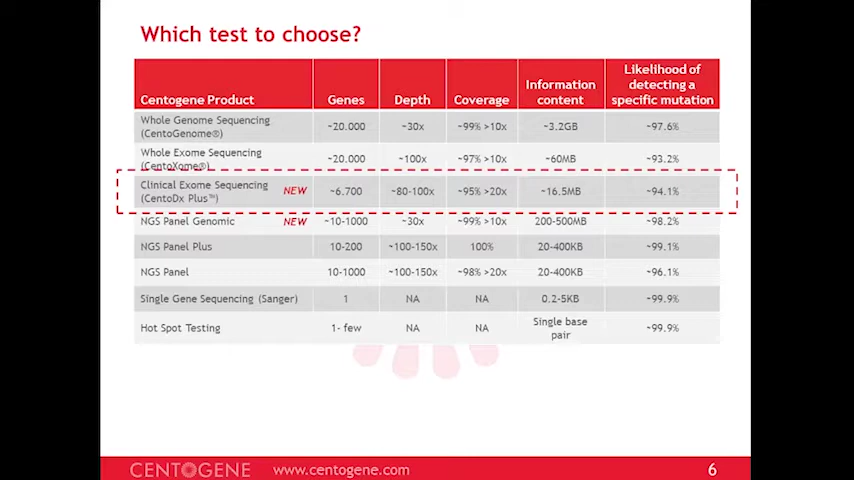 Which test to choose?
Centogene Product Genes Depth Coverage Information content Likelihood of detecting a specific mutation
Whole Genome Sequencing (CentoGenome®) ~20.000 ~30x ~99% >10x ~3.2GB ~97.6%
Whole Exome Sequencing (CentoXome®) ~20.000 ~100x ~97% >10x ~60MB ~93.2%
Clinical Exome Sequencing (CentoDx Plus™) NEW ~6.700 ~80-100x ~95% >20x ~16.5MB ~94.1%
NGS Panel Genomic NEW ~10-1000 ~30x ~99% >10x 200-500MB ~98.2%
NGS Panel Plus 10-200 ~100-150x 100% 20-400KB ~99.1%
NGS Panel 10-1000 ~100-150x ~98% >20x 20-400KB ~96.1%
Single Gene Sequencing (Sanger) 1 NA NA 0.2-5KB ~99.9%
Hot Spot Testing 1- few NA NA Single base pair ~99.9%
CENTOGENE www.centogene.com 6